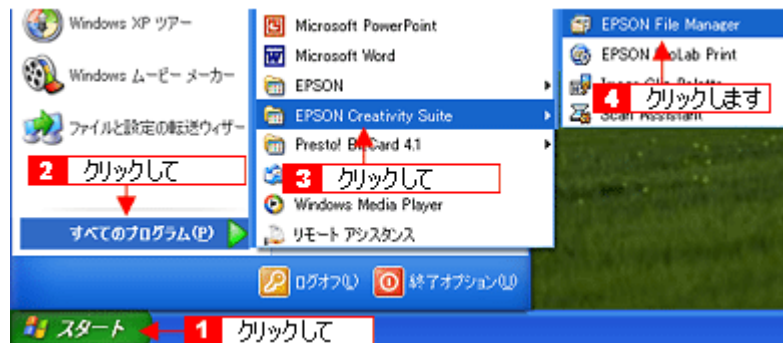 Windows XP ツアー
Windows ムービー メーカー
ファイルと設定の転送ウィザー
2 クリックして
すべてのプログラム(P)
Microsoft PowerPoint
Microsoft Word
EPSON
EPSON Creativity Suite
Presto! Card 4.1
3 クリックして
Windows Media Player
リモート アシスタンス
EPSON File Manager
EPSON Print
4 クリックします
Scan Assistant
ログオフ(L)
終了オプション(U)
スタート
1 クリックして